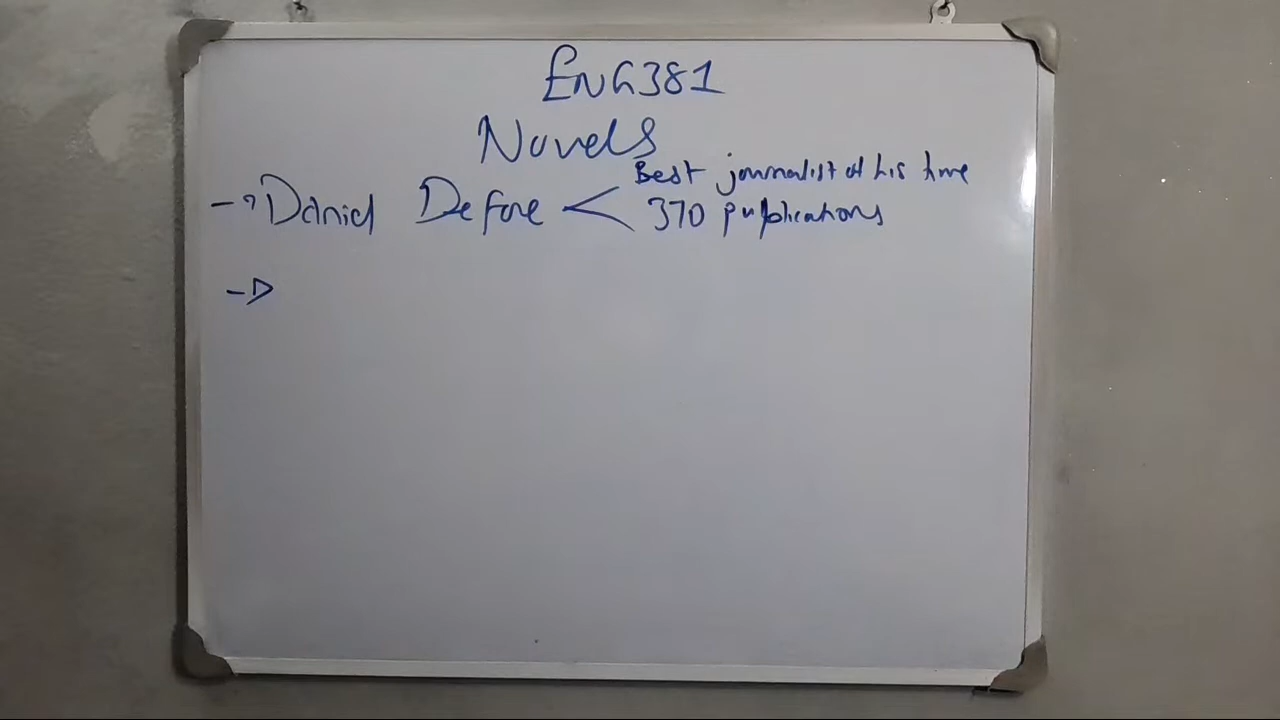 ENG381
Novels
Best journalist of his time
-> Daniel Defoe <
370 publications
->